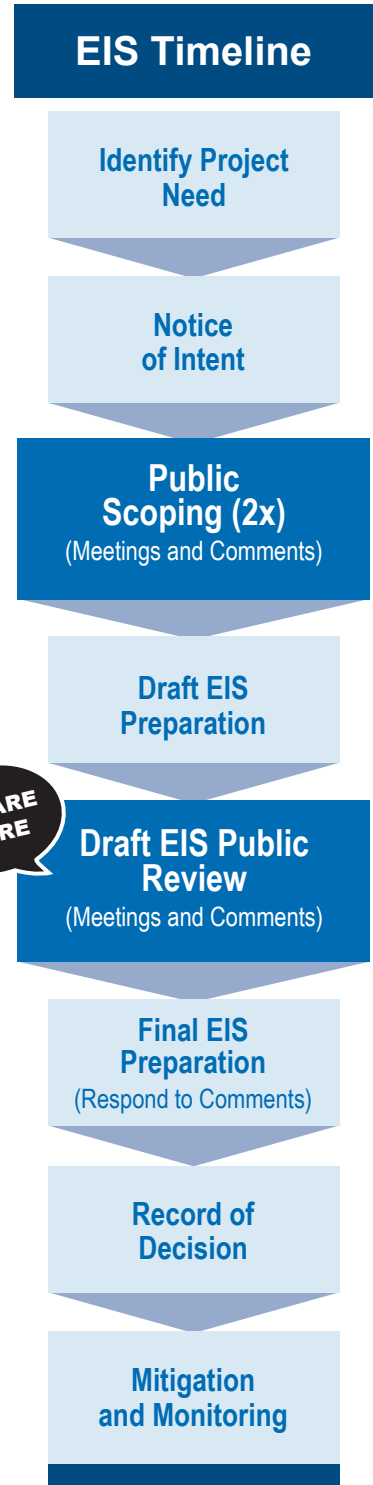 EIS Timeline
Identify Project
Need
Notice
of Intent
Public
Scoping (2x)
(Meetings and Comments)
Draft EIS
Preparation
Draft EIS Public
Review
(Meetings and Comments)
Final EIS
Preparation
(Respond to Comments)
Record of
Decision
Mitigation
and Monitoring